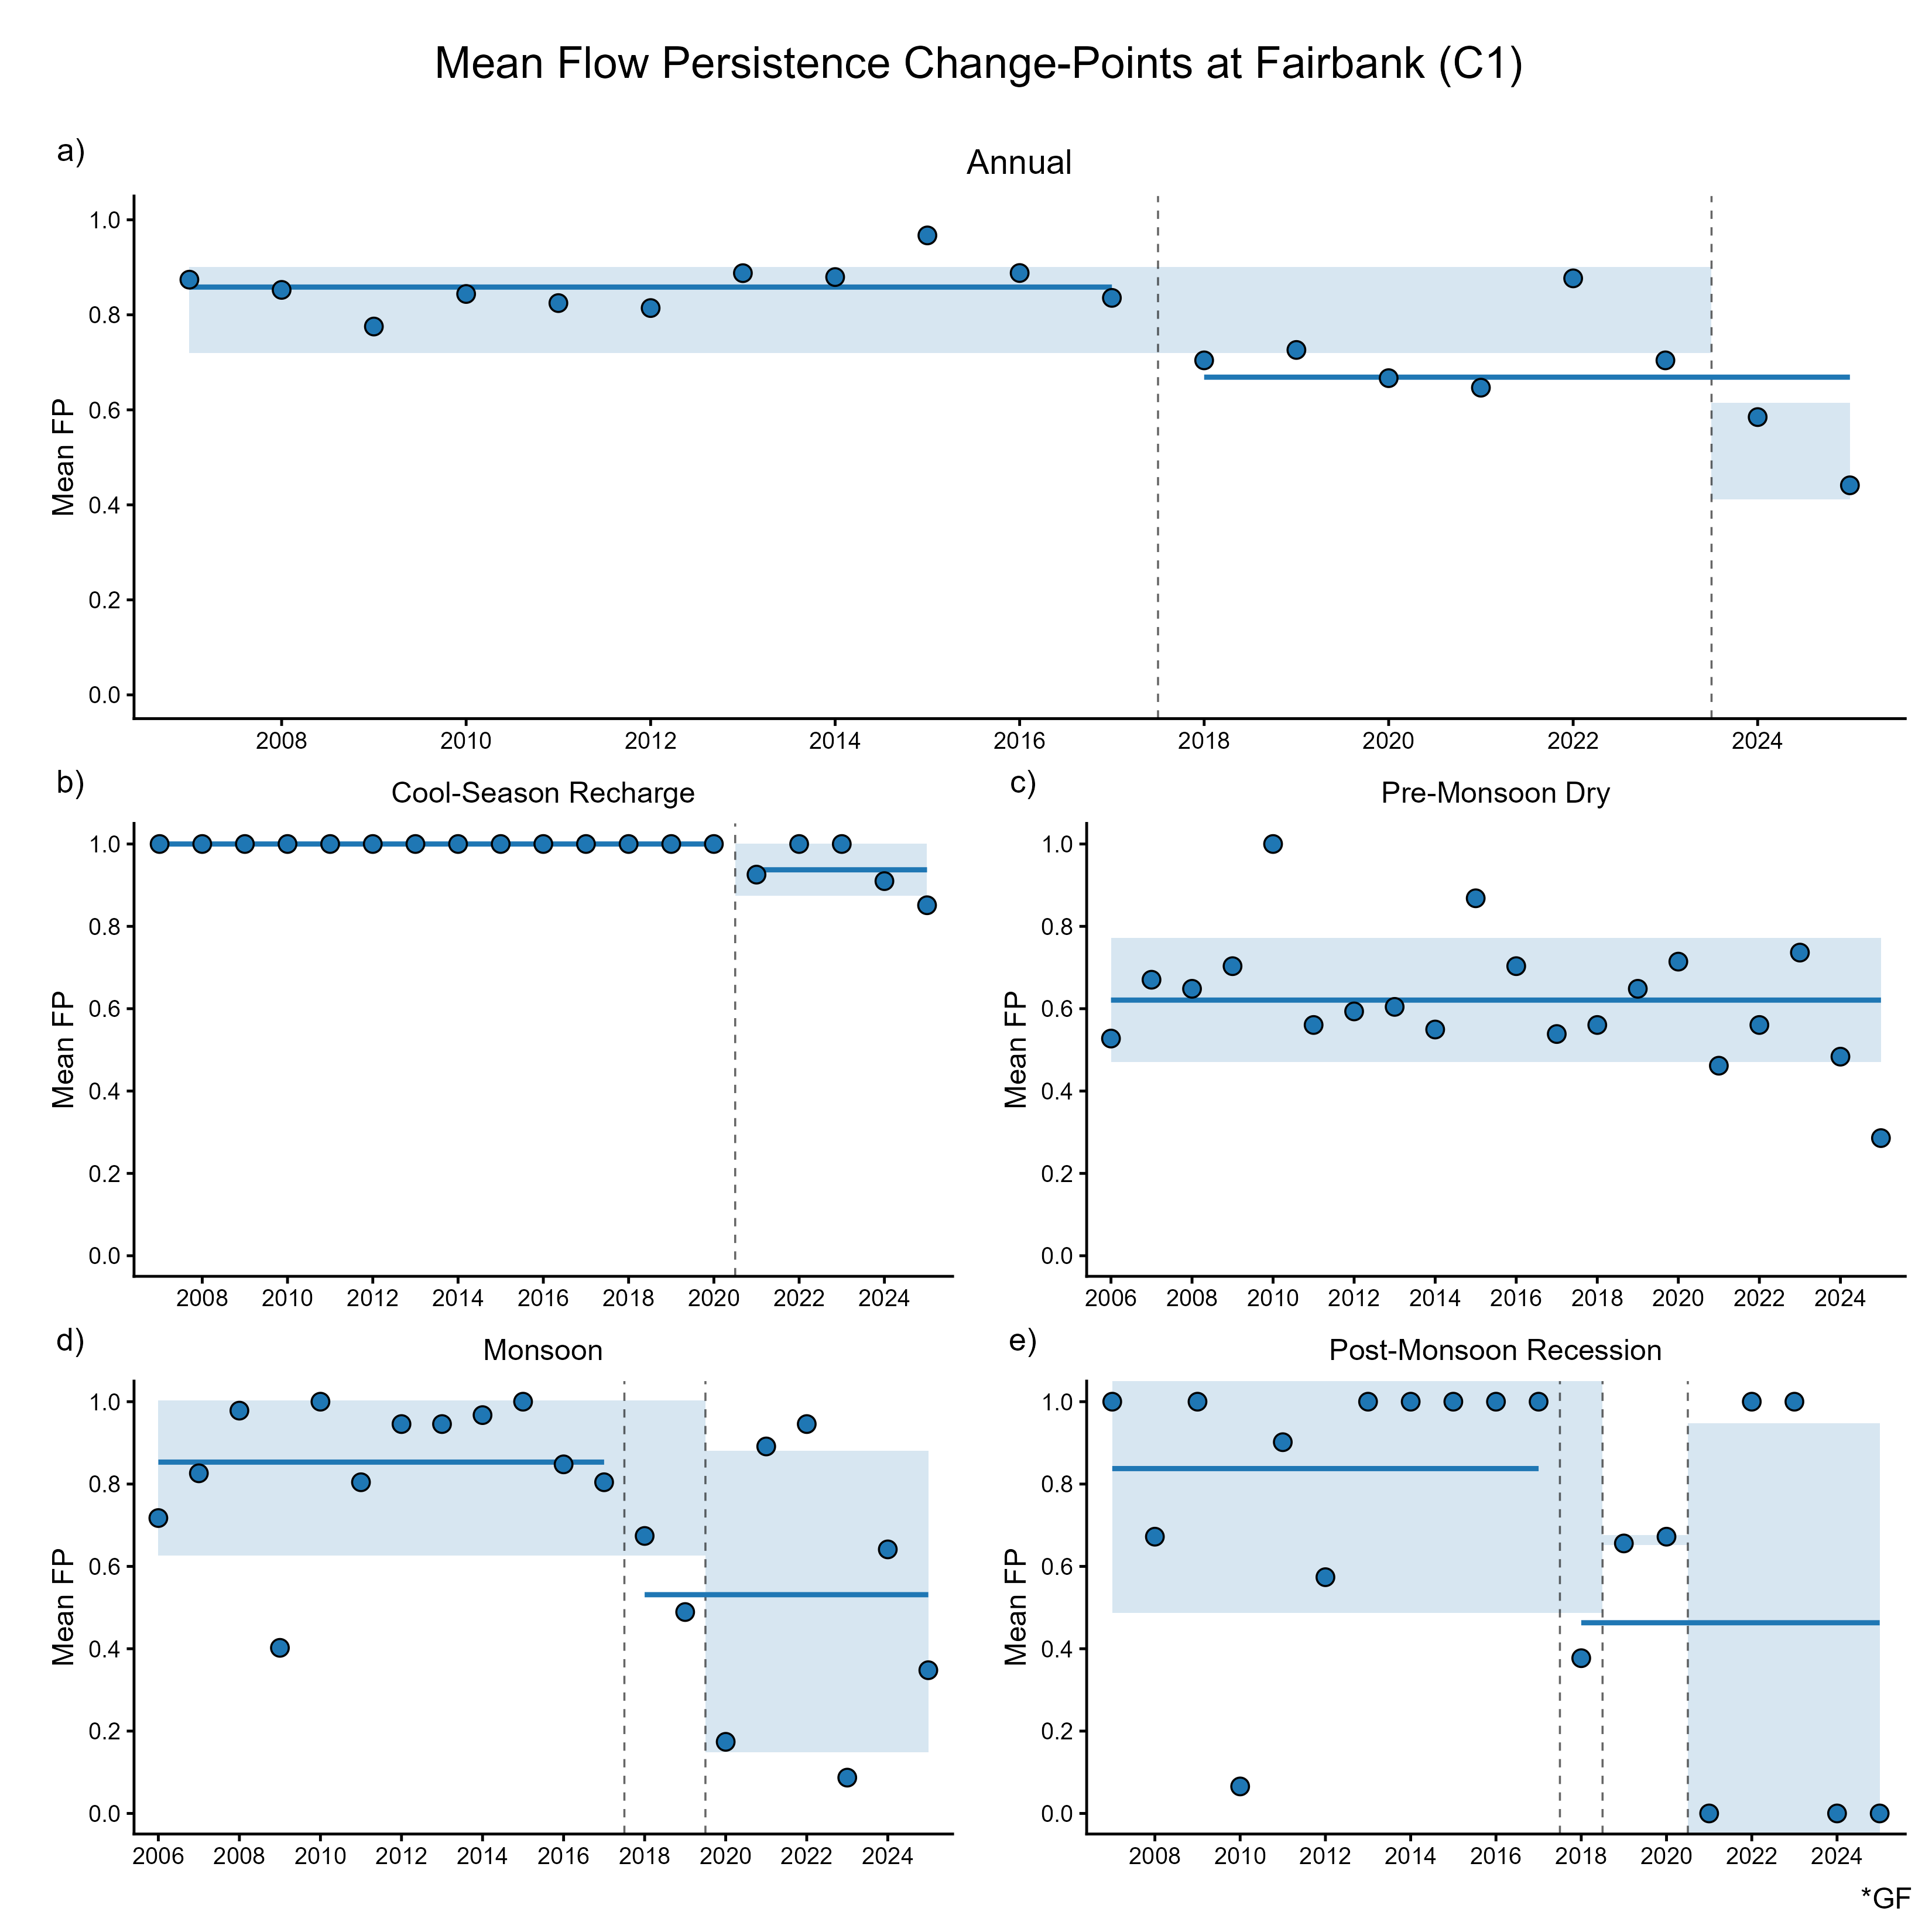 Mean Flow Persistence Change-Points at Fairbank (C1)
a)
Annual
Mean FP
1.0
0.8
0.6
0.4
0.2
0.0
2008 2010 2012 2014 2016 2018 2020 2022 2024
b)
Cool-Season Recharge
Mean FP
1.0
0.8
0.6
0.4
0.2
0.0
2008 2010 2012 2014 2016 2018 2020 2022 2024
c)
Pre-Monsoon Dry
Mean FP
1.0
0.8
0.6
0.4
0.2
0.0
2006 2008 2010 2012 2014 2016 2018 2020 2022 2024
d)
Monsoon
Mean FP
1.0
0.8
0.6
0.4
0.2
0.0
2006 2008 2010 2012 2014 2016 2018 2020 2022 2024
e)
Post-Monsoon Recession
Mean FP
1.0
0.8
0.6
0.4
0.2
0.0
2008 2010 2012 2014 2016 2018 2020 2022 2024
*GF